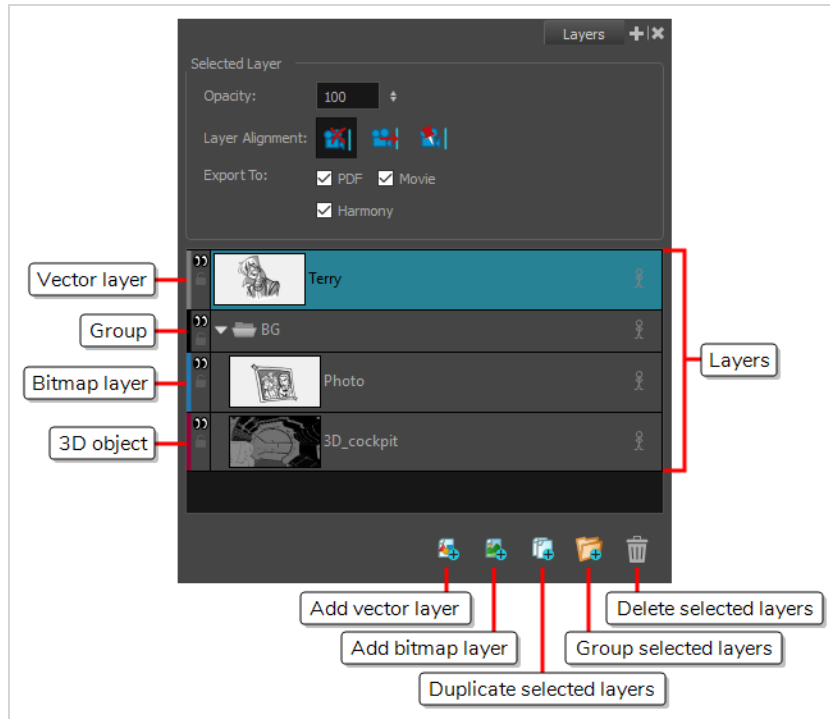 Layers
Selected Layer
Opacity: 100
Layer Alignment:
Export To: PDF Movie
Harmony
Vector layer
Terry
Group
BG
Layers
Bitmap layer
Photo
3D object
3D_cockpit
Add vector layer
Delete selected layers
Add bitmap layer
Group selected layers
Duplicate selected layers